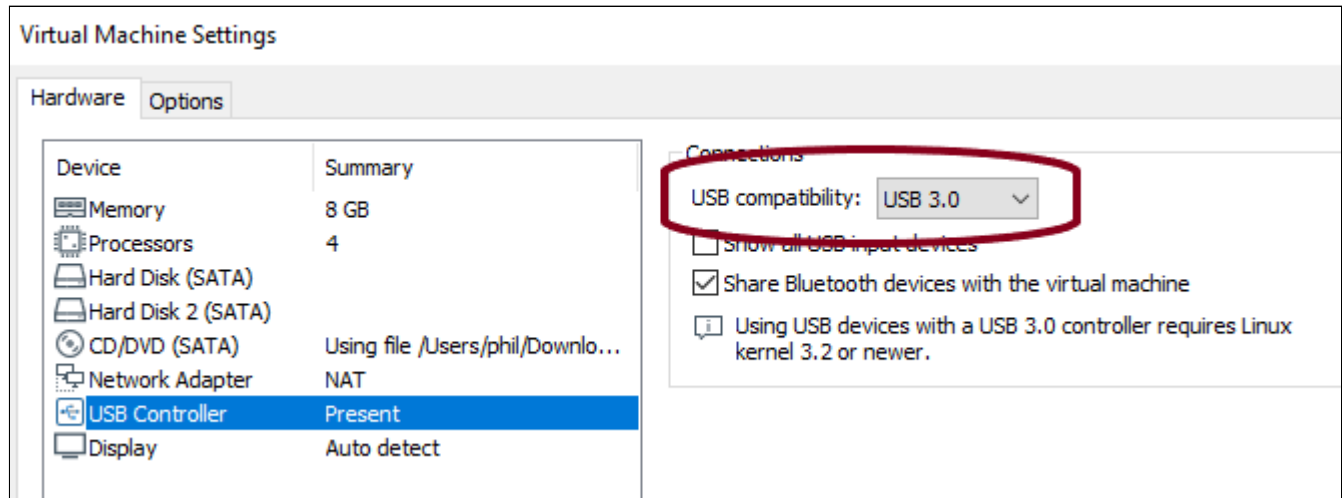 Virtual Machine Settings
Hardware Options
Device Summary
Memory 8 GB
Processors 4
Hard Disk (SATA)
Hard Disk 2 (SATA)
CD/DVD (SATA) Using file /Users/phil/Downlo...
Network Adapter NAT
USB Controller Present
Display Auto detect
Connections
USB compatibility: USB 3.0
Show all USB input devices
Share Bluetooth devices with the virtual machine
Using USB devices with a USB 3.0 controller requires Linux
kernel 3.2 or newer.